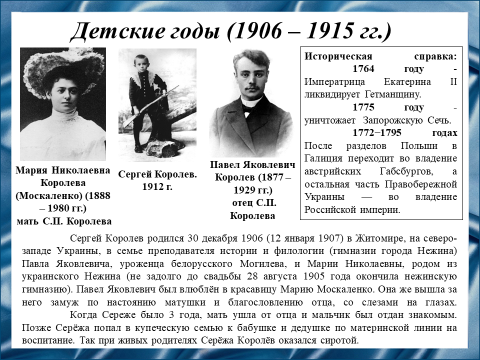 Детские годы (1906 – 1915 гг.)
Мария Николаевна
Королева
(Москаленко) (1888
– 1980 гг.)
мать С.П. Королева
Сергей Королев.
1912 г.
Павел Яковлевич
Королев (1877 –
1929 гг.)
отец С.П.
Королева
Историческая справка:
1764 году -
Императрица Екатерина II
ликвидирует Гетманщину.
1775 году -
уничтожает Запорожскую Сечь.
1772–1795 годах
После разделов Польши в
Галиция переходит во владение
австрийских Габсбургов, а
остальная часть Правобережной
Украины — во владение
Российской империи.
Сергей Королев родился 30 декабря 1906 (12 января 1907) в Житомире, на северо-
западе Украины, в семье преподавателя истории и филологии (гимназии города Нежина)
Павла Яковлевича, уроженца белорусского Могилева, и Марии Николаевны, родом из
украинского Нежина (не задолго до свадьбы 28 августа 1905 года окончила нежинскую
гимназию). Павел Яковлевич был влюблён в красавицу Марию Москаленко. Она же вышла за
него замуж по настоянию матушки и благословению отца, со слезами на глазах.
Когда Сереже было 3 года, мать ушла от отца и мальчик был отдан знакомым.
Позже Серёжа попал в купеческую семью к бабушке и дедушке по материнской линии на
воспитание. Так при живых родителях Серёжа Королёв оказался сиротой.